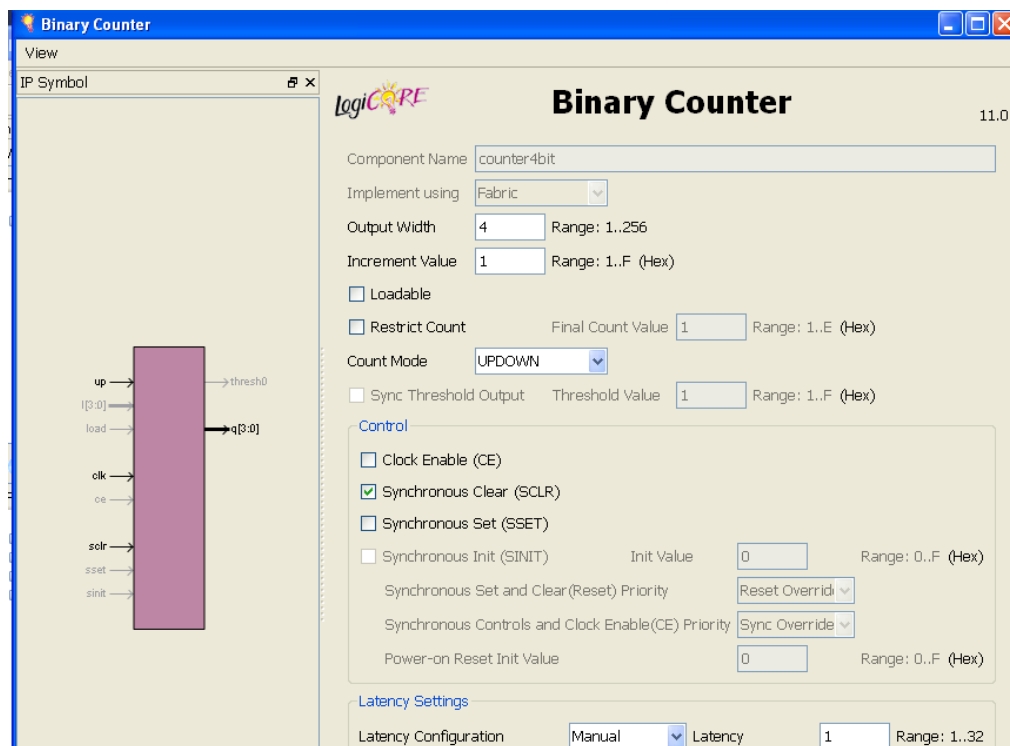 Binary Counter
View
IP Symbol
LogiCORE
Binary Counter
11.0
Component Name counter4bit
Implement using Fabric
Output Width 4 Range: 1..256
Increment Value 1 Range: 1..F (Hex)
Loadable
Restrict Count Final Count Value 1 Range: 1..E (Hex)
Count Mode UPDOWN
Sync Threshold Output Threshold Value 1 Range: 1..F (Hex)
up
thresh0
l[3:0]
load
q[3:0]
clk
ce
sclr
sset
sinit
Control
Clock Enable (CE)
Synchronous Clear (SCLR)
Synchronous Set (SSET)
Synchronous Init (SINIT) Init Value 0 Range: 0..F (Hex)
Synchronous Set and Clear(Reset) Priority Reset Overrid
Synchronous Controls and Clock Enable(CE) Priority Sync Override
Power-on Reset Init Value 0 Range: 0..F (Hex)
Latency Settings
Latency Configuration Manual Latency 1 Range: 1..32